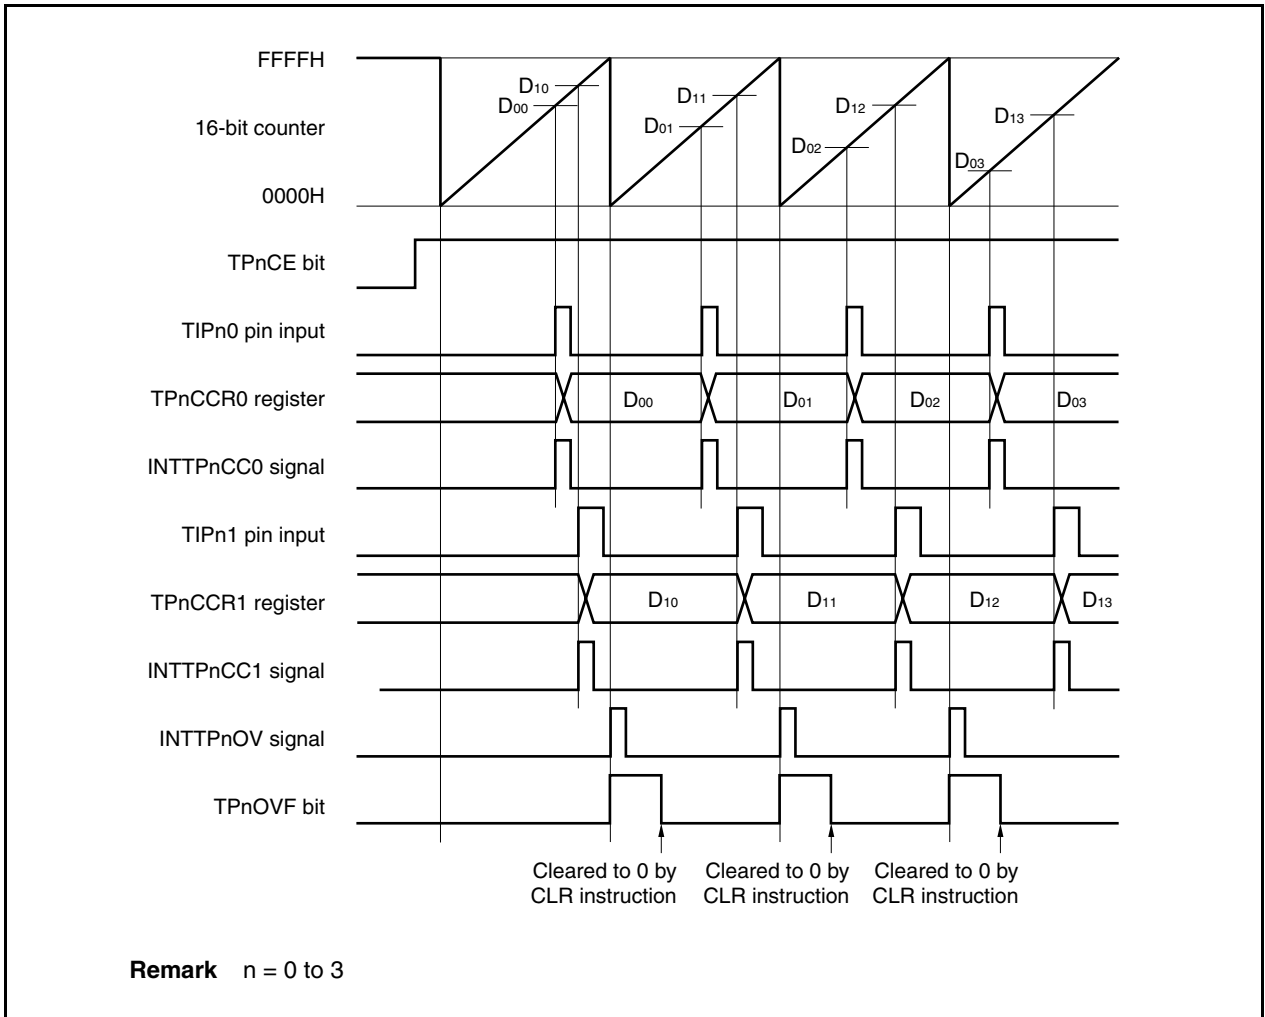 FFFFH
D10
D00
D11
D01
D12
D02
D13
D03
16-bit counter
0000H
TPnCE bit
TIPn0 pin input
TPnCCR0 register
D00
D01
D02
D03
INTTPnCC0 signal
TIPn1 pin input
TPnCCR1 register
D10
D11
D12
D13
INTTPnCC1 signal
INTTPnOV signal
TPnOVF bit
Cleared to 0 by
CLR instruction
Cleared to 0 by
CLR instruction
Cleared to 0 by
CLR instruction
Remark n = 0 to 3